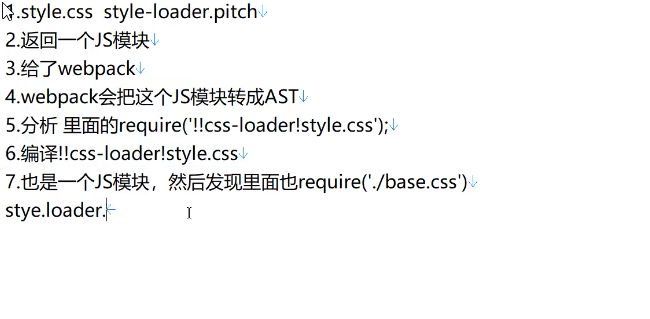 1.style.css  style-loader.pitch
2.返回一个JS模块
3.给了webpack
4.webpack会把这个JS模块转成AST
5.分析 里面的require('!!css-loader!style.css');
6.编译!!css-loader!style.css
7.也是一个JS模块，然后发现里面也require('./base.css')
stye.loader.